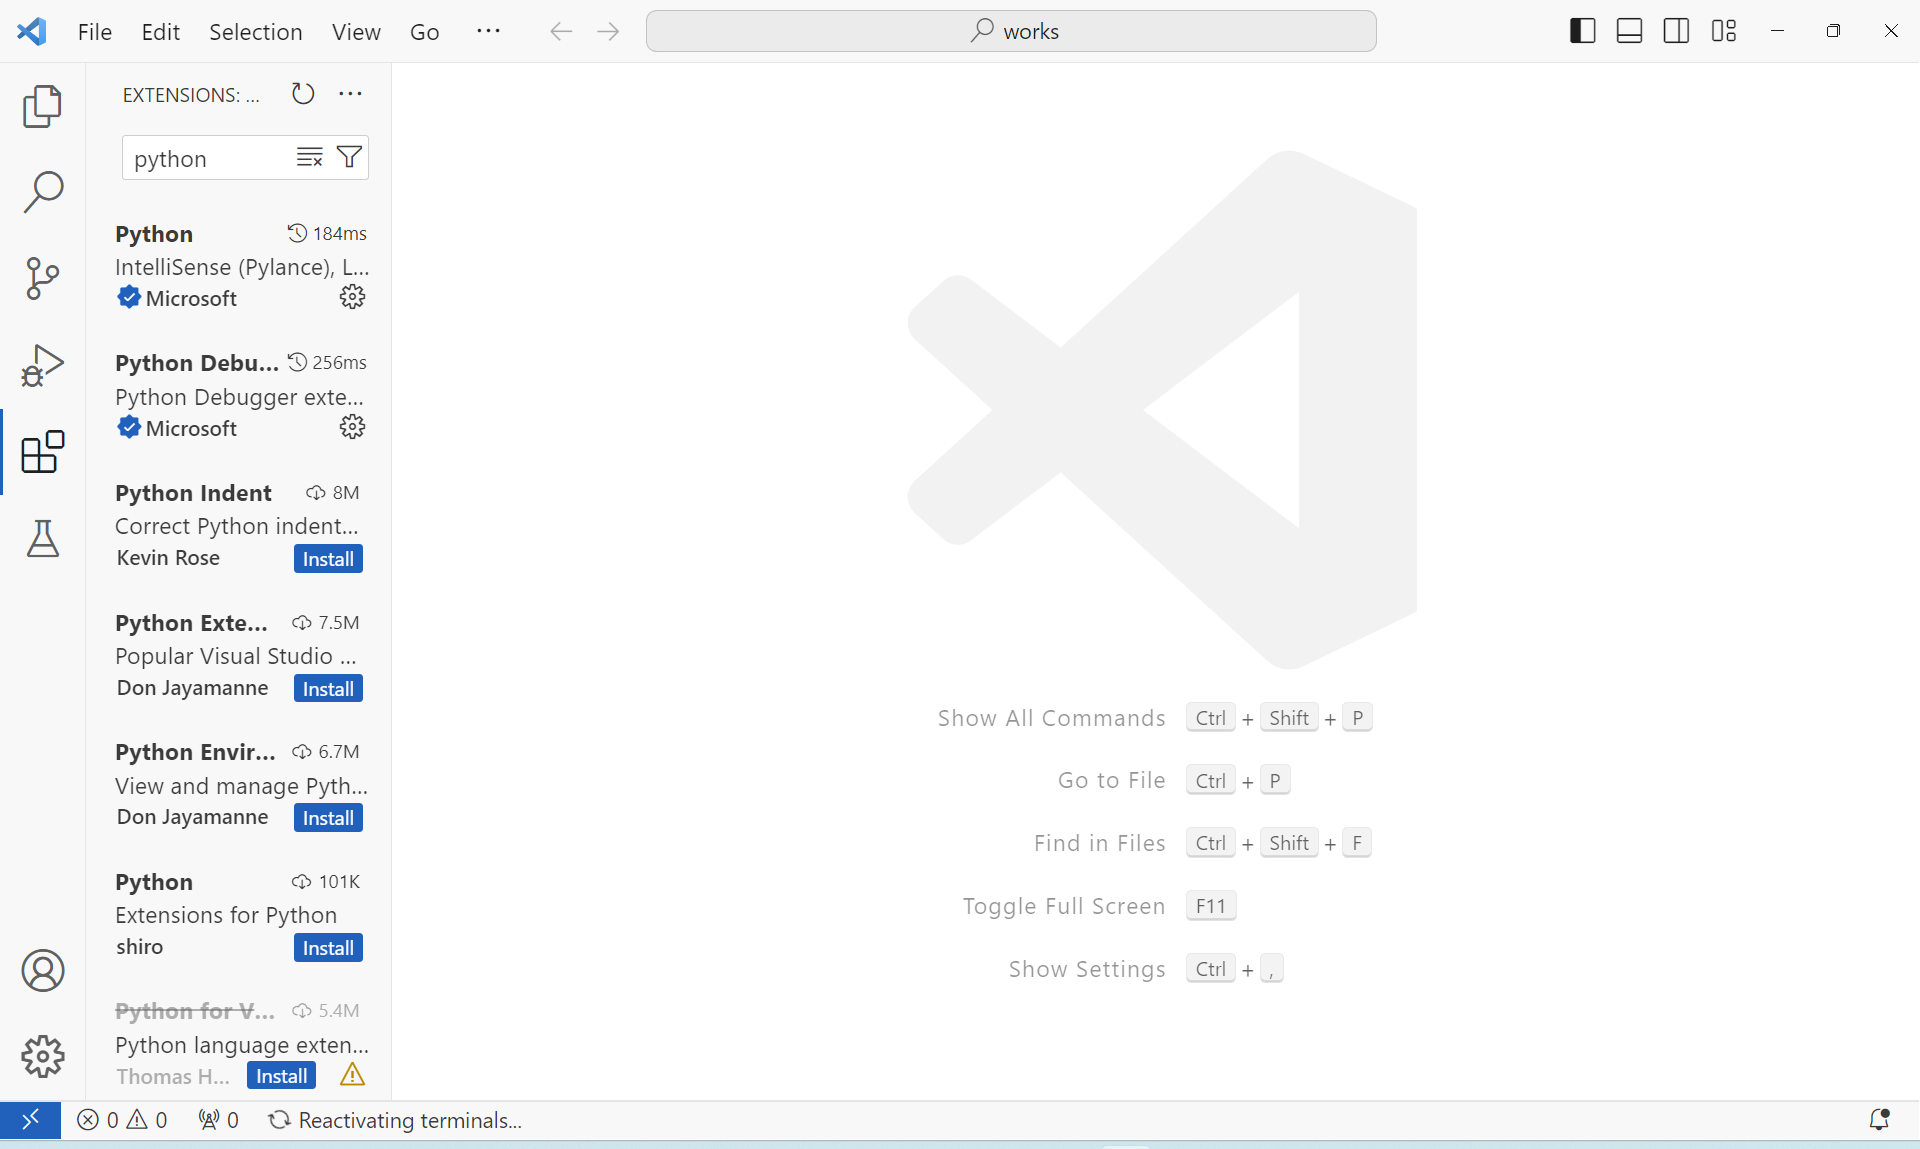 File Edit Selection View Go ···
works
EXTENSIONS: ...
python
Python 184ms
IntelliSense (Pylance), L...
Microsoft
Python Debu... 256ms
Python Debugger exte...
Microsoft
Python Indent 8M
Correct Python indent...
Kevin Rose Install
Python Exte... 7.5M
Popular Visual Studio ...
Don Jayamanne Install
Python Envir... 6.7M
View and manage Pyth...
Don Jayamanne Install
Python 101K
Extensions for Python
shiro Install
Python for V... 5.4M
Python language exten...
Thomas H... Install
Show All Commands Ctrl + Shift + P
Go to File Ctrl + P
Find in Files Ctrl + Shift + F
Toggle Full Screen F11
Show Settings Ctrl + ,
0 0 0 Reactivating terminals...